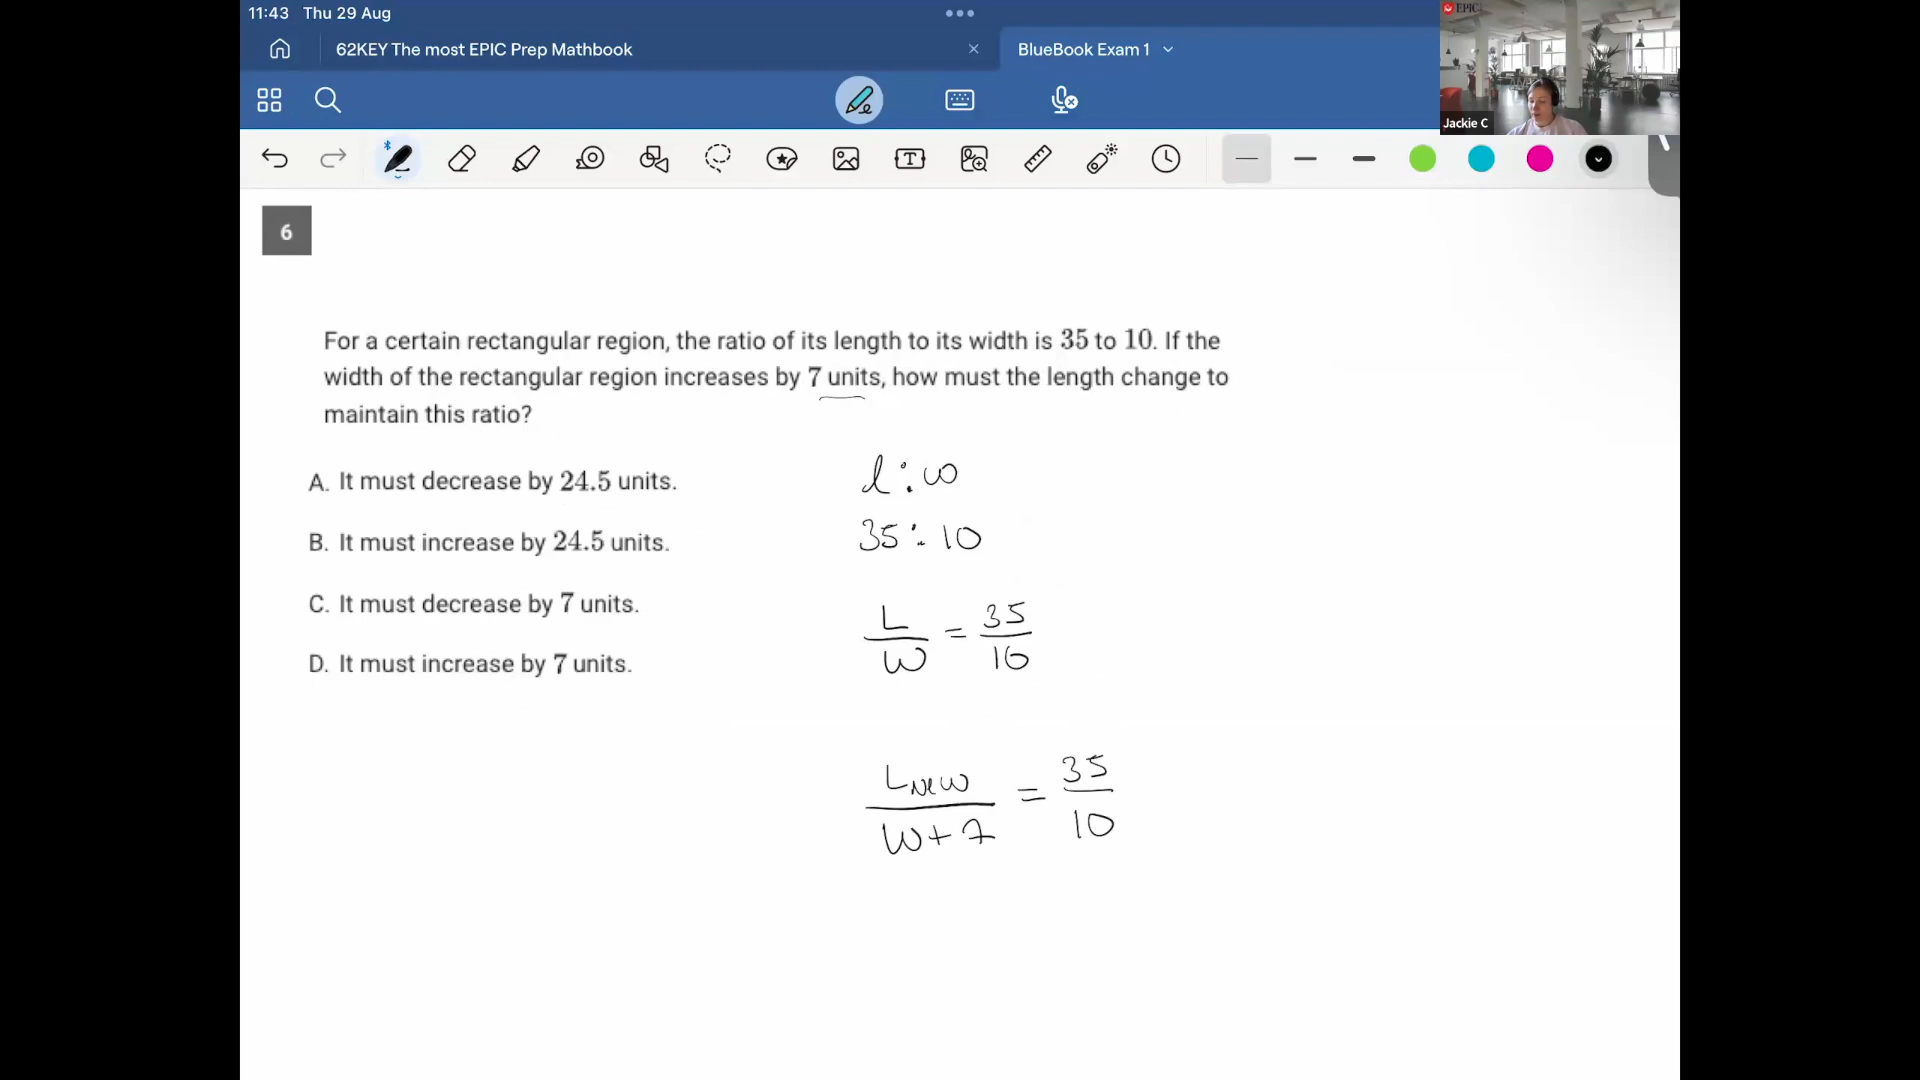 11:43 Thu 29 Aug
62KEY The most EPIC Prep Mathbook
BlueBook Exam 1
EPIC
Jackie C
6
For a certain rectangular region, the ratio of its length to its width is 35 to 10. If the
width of the rectangular region increases by 7 units, how must the length change to
maintain this ratio?
A. It must decrease by 24.5 units.
B. It must increase by 24.5 units.
C. It must decrease by 7 units.
D. It must increase by 7 units.
l : w
35 : 10
L/W = 35/10
L New / W+7 = 35/10